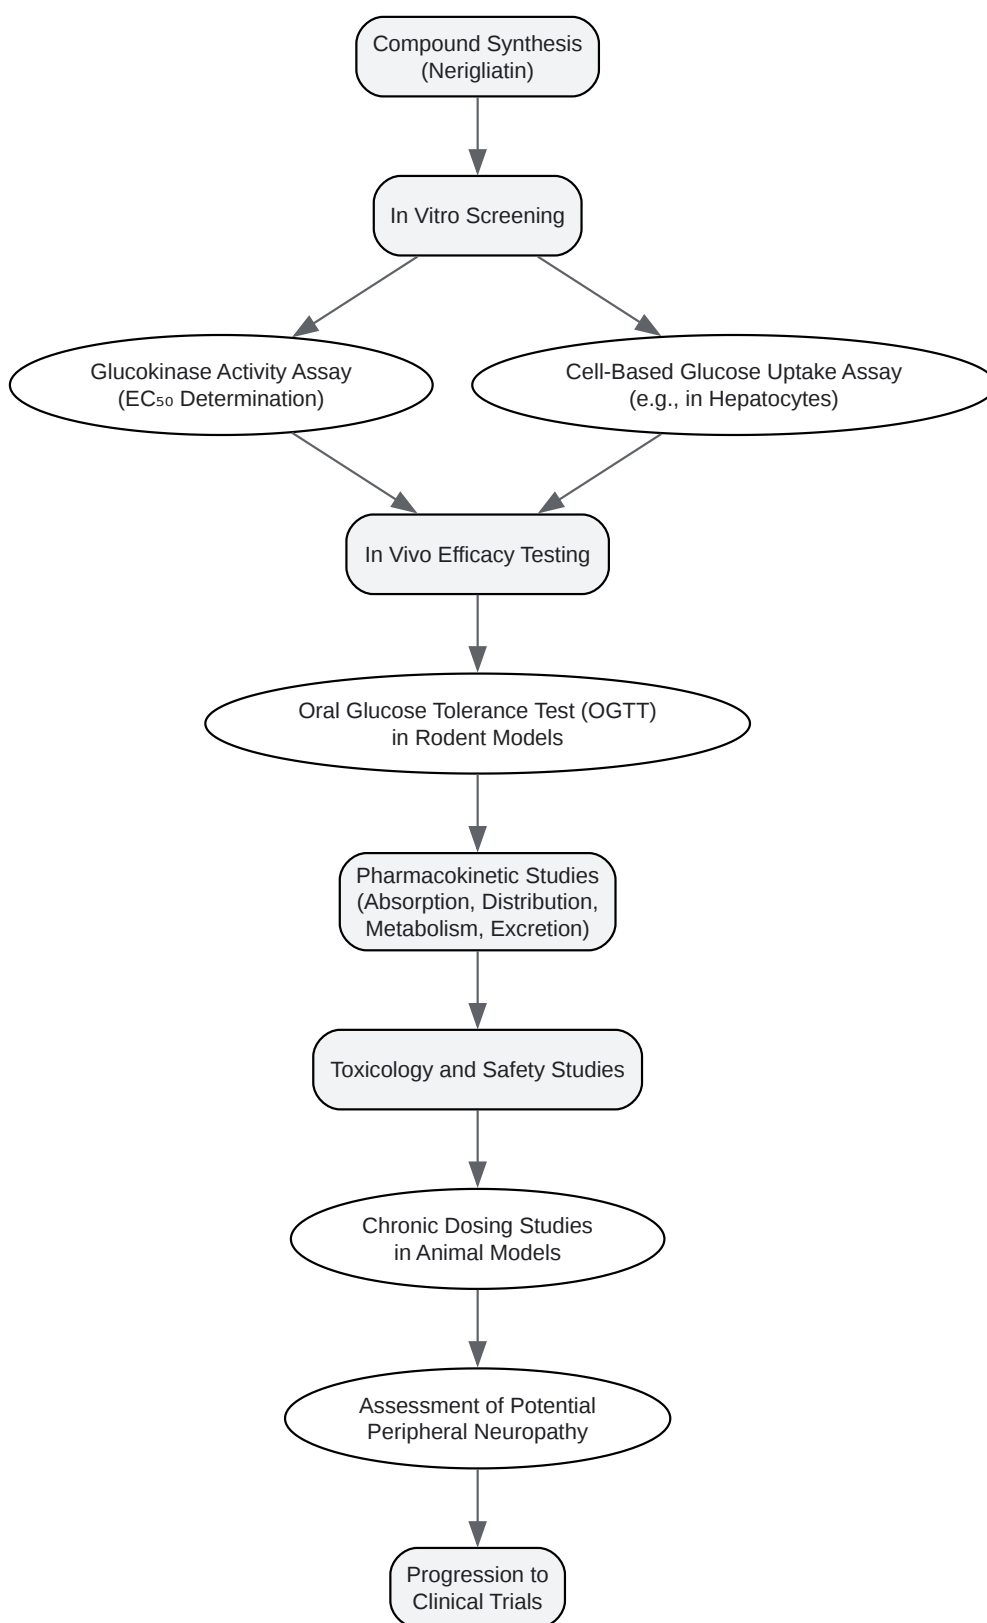 Compound Synthesis
(Nerigliatin)
In Vitro Screening
Glucokinase Activity Assay
(EC₅₀ Determination)
Cell-Based Glucose Uptake Assay
(e.g., in Hepatocytes)
In Vivo Efficacy Testing
Oral Glucose Tolerance Test (OGTT)
in Rodent Models
Pharmacokinetic Studies
(Absorption, Distribution,
Metabolism, Excretion)
Toxicology and Safety Studies
Chronic Dosing Studies
in Animal Models
Assessment of Potential
Peripheral Neuropathy
Progression to
Clinical Trials